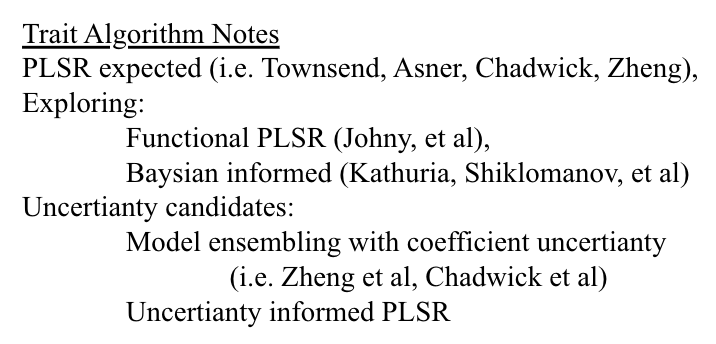 Trait Algorithm Notes
PLSR expected (i.e. Townsend, Asner, Chadwick, Zheng),
Exploring:
Functional PLSR (Johny, et al),
Baysian informed (Kathuria, Shiklomanov, et al)
Uncertianty candidates:
Model ensembling with coefficient uncertianty
(i.e. Zheng et al, Chadwick et al)
Uncertianty informed PLSR